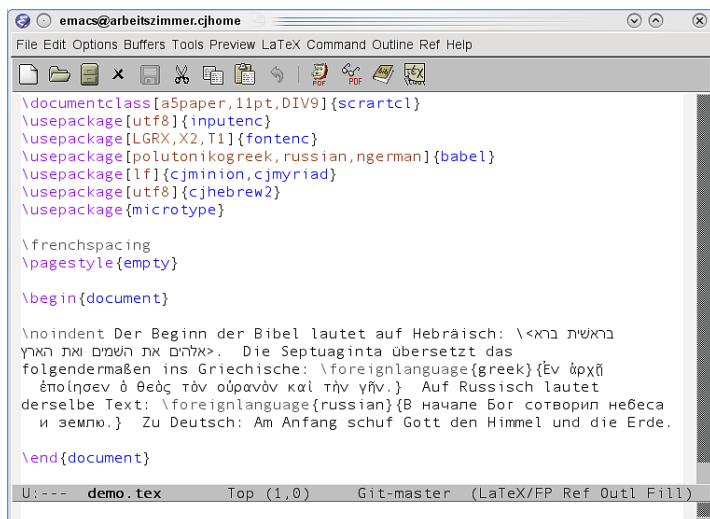 emacs@arbeitszimmer.cjhome
File Edit Options Buffers Tools Preview LaTeX Command Outline Ref Help
PDF PDF TEX
\documentclass[a5paper,11pt,DIV9]{scrartcl}
\usepackage[utf8]{inputenc}
\usepackage[LGRX,X2,T1]{fontenc}
\usepackage[polutonikogreek,russian,ngerman]{babel}
\usepackage[lf]{cjminion,cjmyriad}
\usepackage[utf8]{cjhebrew2}
\usepackage{microtype}
\frenchspacing
\pagestyle{empty}
\begin{document}
\noindent Der Beginn der Bibel lautet auf Hebräisch: \<בראשית ברא
אלהים את השמים ואת הארץ>. Die Septuaginta übersetzt das
folgendermaßen ins Griechische: \foreignlanguage{greek}{Ἐν ἀρχῇ
ἐποίησεν ὁ θεὸς τὸν οὐρανὸν καὶ τὴν γῆν.} Auf Russisch lautet
derselbe Text: \foreignlanguage{russian}{В начале Бог сотворил небеса
и землю.} Zu Deutsch: Am Anfang schuf Gott den Himmel und die Erde.
\end{document}
U:--- demo.tex Top (1,0) Git-master (LaTeX/FP Ref Outl Fill)